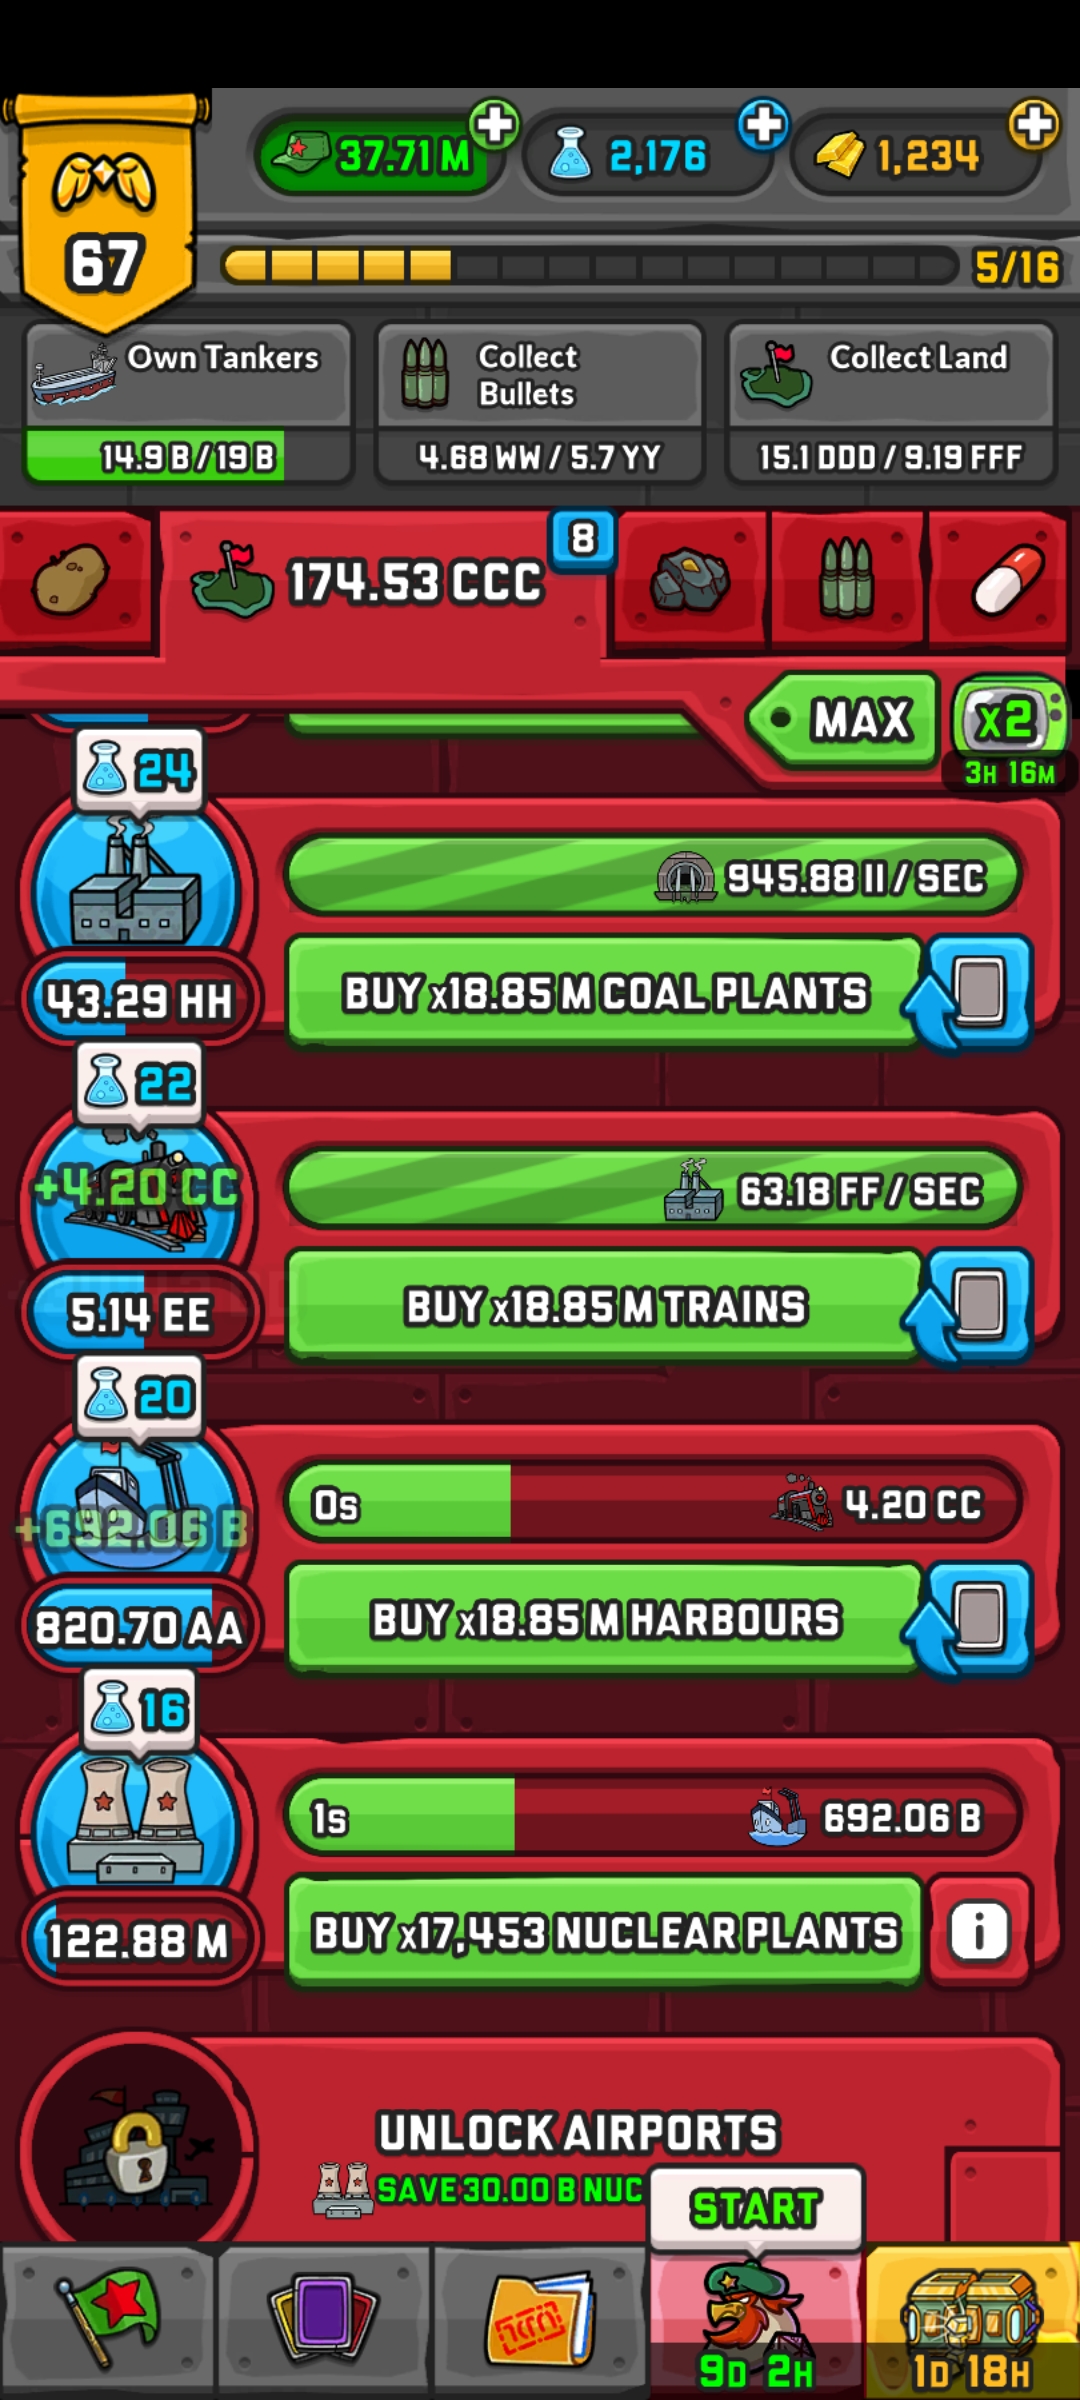 37.71 M
2,176
1,234
67
5/16
Own Tankers
14.9 B / 19 B
Collect
Bullets
4.68 WW / 5.7 YY
Collect Land
15.1 DDD / 9.19 FFF
174.53 CCC
8
MAX
x2
3H 16M
24
945.88 II / SEC
43.29 HH
BUY x18.85 M COAL PLANTS
22
+4.20 CC
63.18 FF / SEC
5.14 EE
BUY x18.85 M TRAINS
20
+692.06 B
0s
4.20 CC
820.70 AA
BUY x18.85 M HARBOURS
16
1s
692.06 B
122.88 M
BUY x17,453 NUCLEAR PLANTS
i
UNLOCK AIRPORTS
SAVE 30.00 B NUC
START
9D 2H
1D 18H